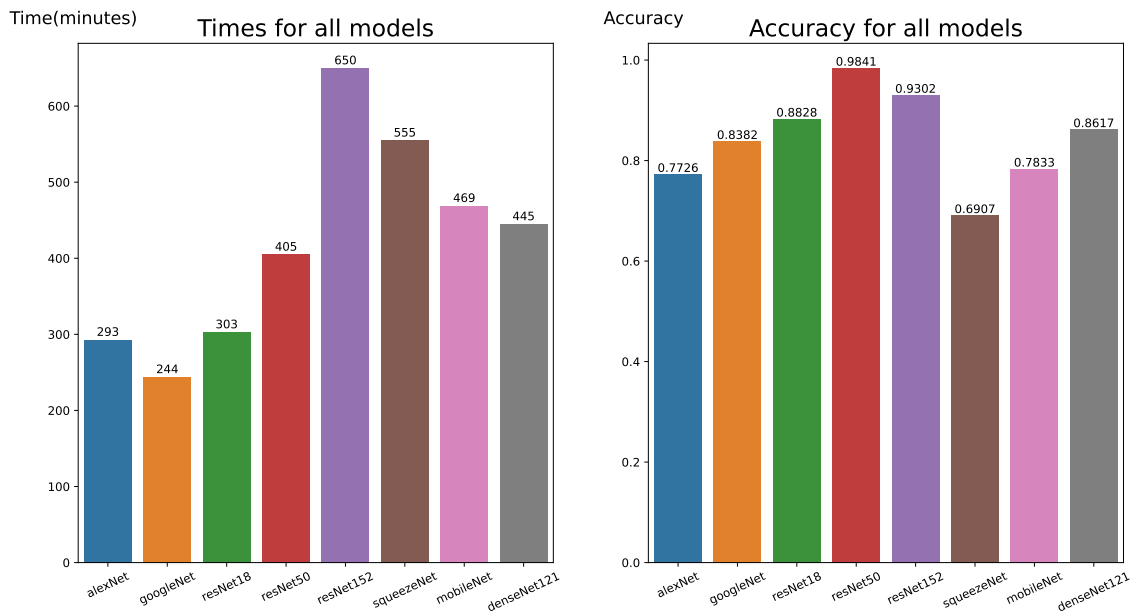 Time(minutes)
Times for all models
650
600
555
500
469
445
405
400
303
300
293
244
200
100
0
alexNet
googleNet
resNet18
resNet50
resNet152
squeezeNet
mobileNet
denseNet121
Accuracy
Accuracy for all models
1.0
0.9841
0.9302
0.8828
0.8617
0.8382
0.8
0.7833
0.7726
0.6907
0.6
0.4
0.2
0.0
alexNet
googleNet
resNet18
resNet50
resNet152
squeezeNet
mobileNet
denseNet121